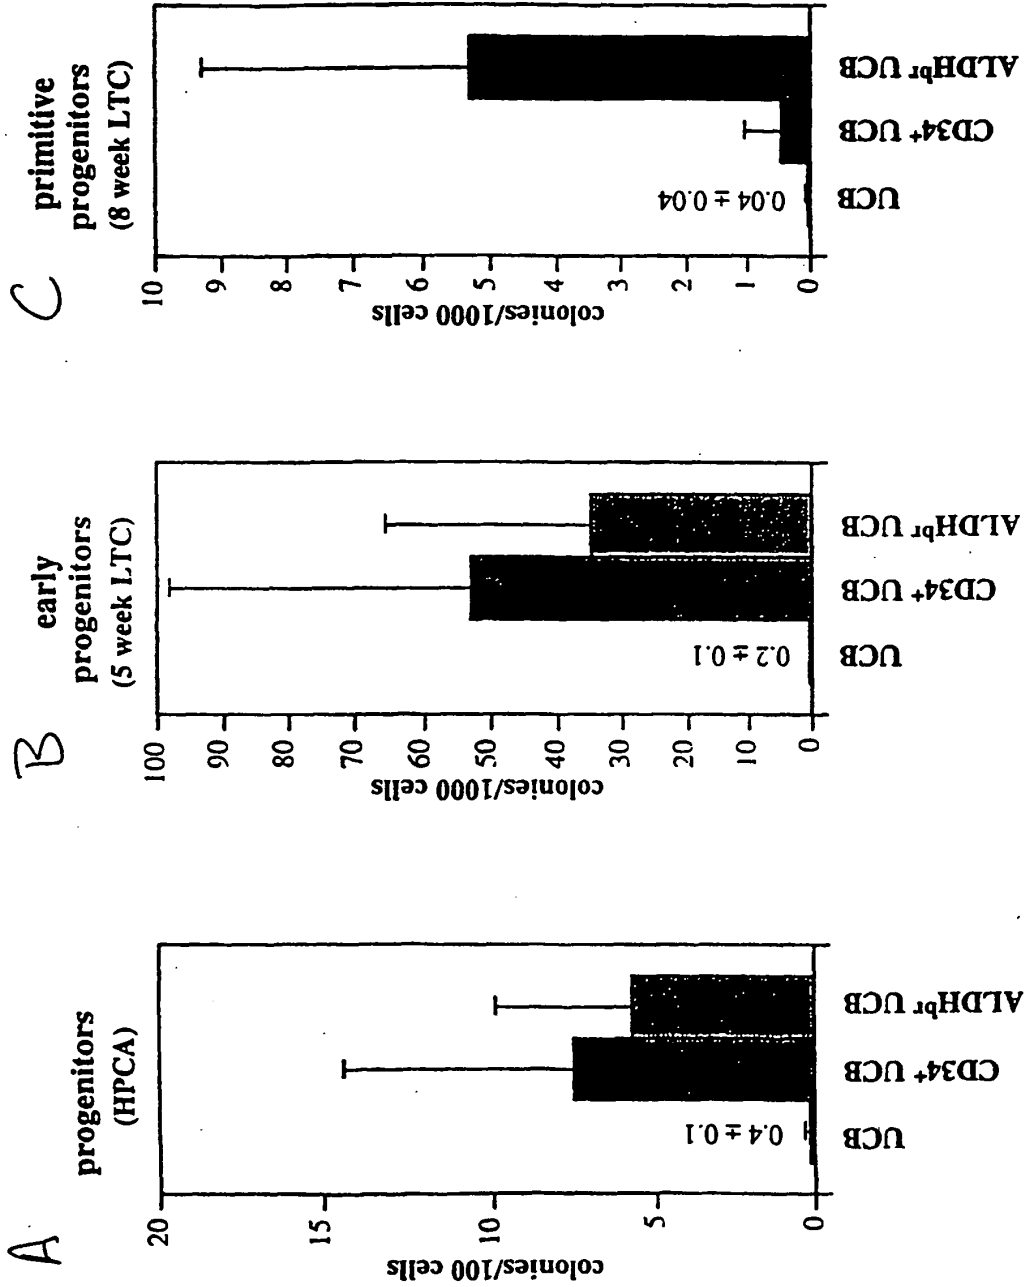 A
progenitors
(HPCA)
colonies/100 cells
20
15
10
5
0
0.4 ± 0.1
UCB
CD34+ UCB
ALDHbr UCB
B
early
progenitors
(5 week LTC)
colonies/1000 cells
100
90
80
70
60
50
40
30
20
10
0
0.2 ± 0.1
UCB
CD34+ UCB
ALDHbr UCB
C
primitive
progenitors
(8 week LTC)
colonies/1000 cells
10
9
8
7
6
5
4
3
2
1
0
0.04 ± 0.04
UCB
CD34+ UCB
ALDHbr UCB